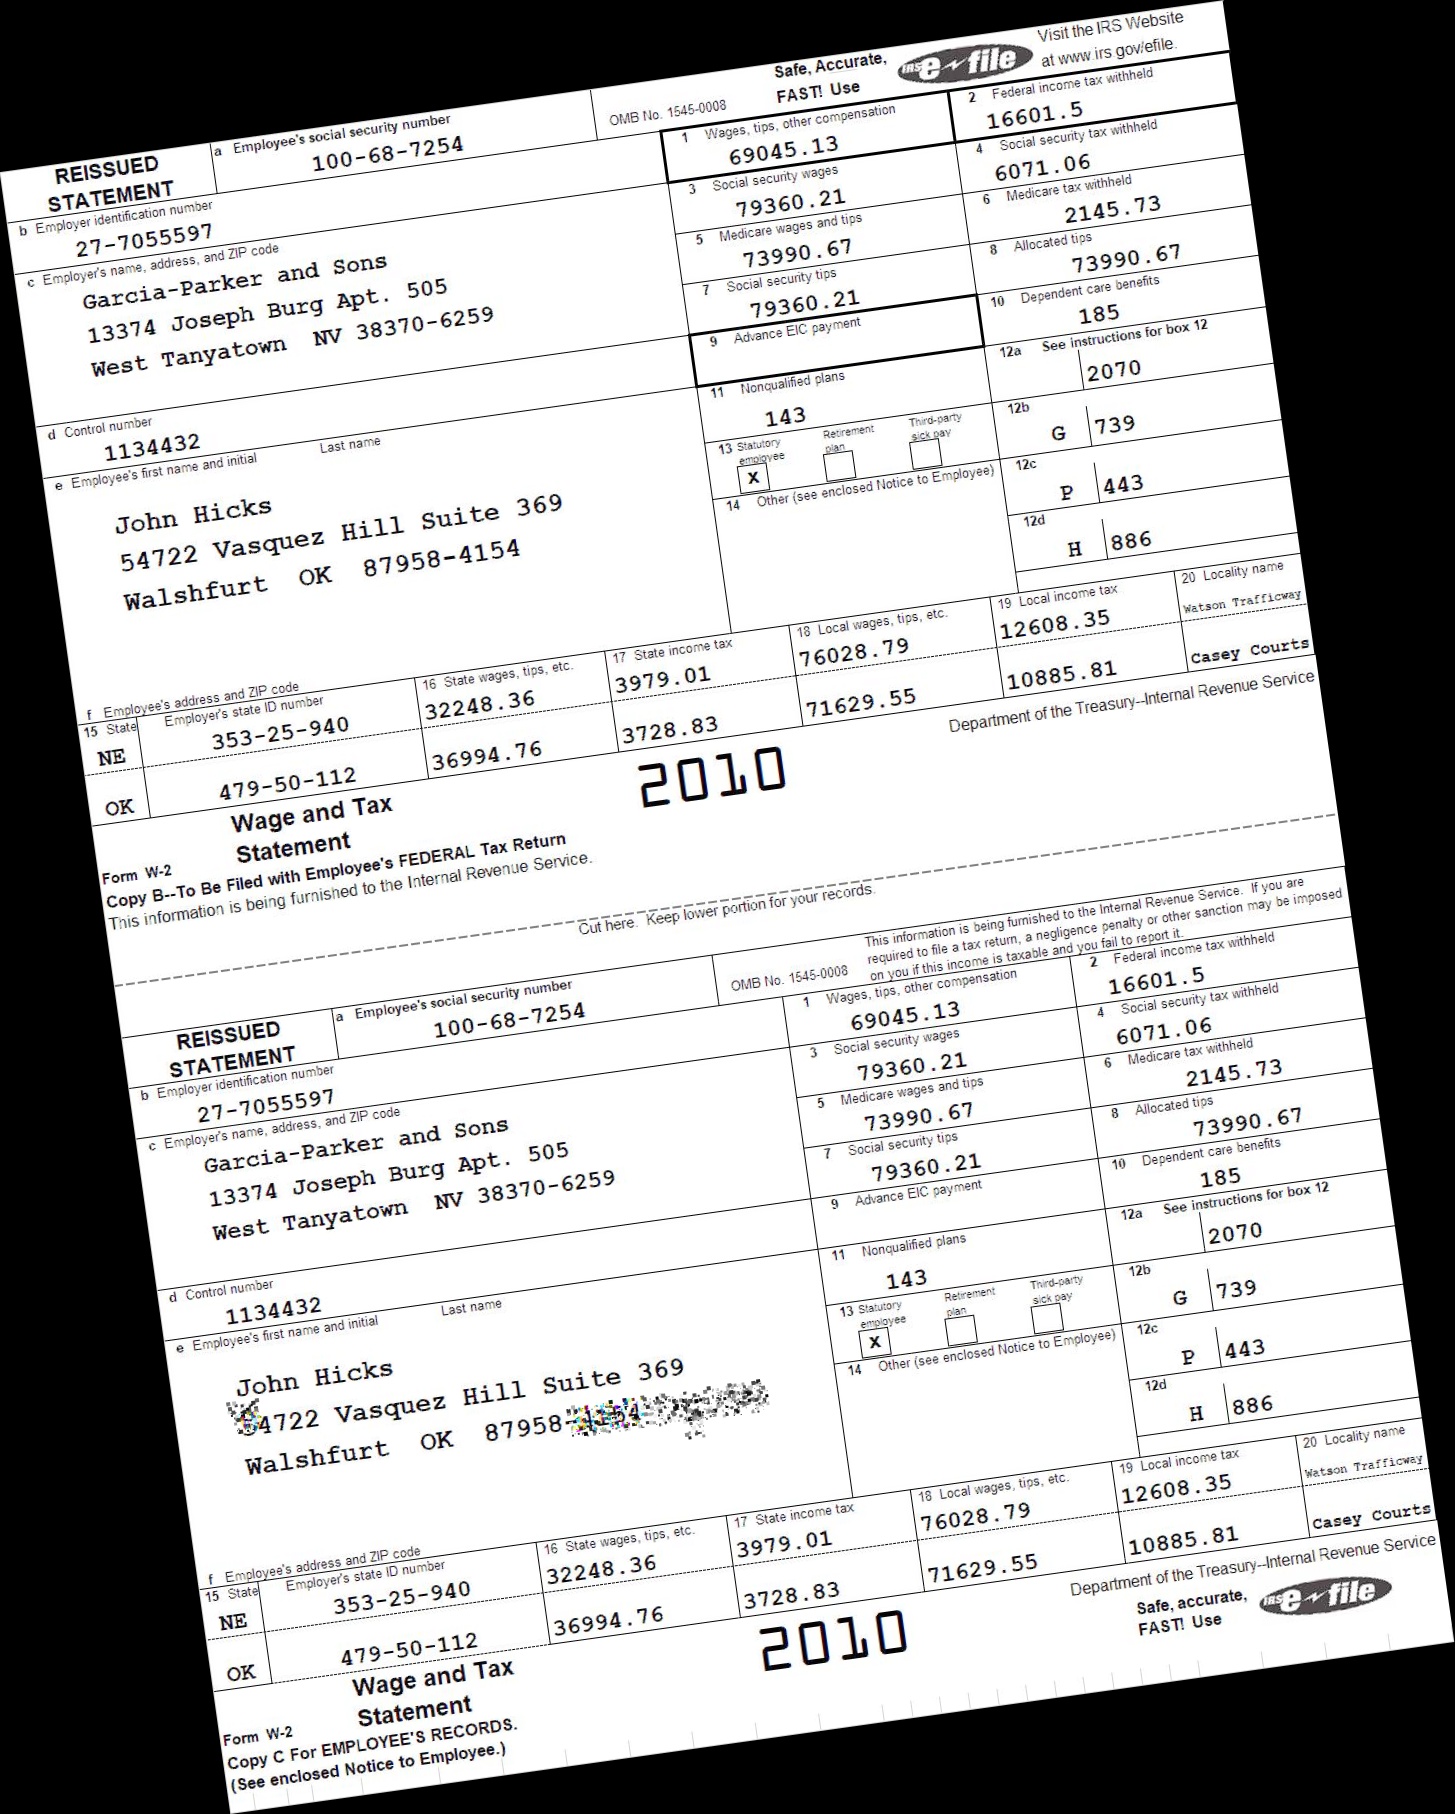 Safe, Accurate,
FAST! Use
IRS e-file
Visit the IRS Website
at www.irs.gov/efile.
REISSUED
STATEMENT
a Employee's social security number
100-68-7254
OMB No. 1545-0008
1 Wages, tips, other compensation
69045.13
2 Federal income tax withheld
16601.5
3 Social security wages
79360.21
4 Social security tax withheld
6071.06
b Employer identification number
27-7055597
5 Medicare wages and tips
73990.67
6 Medicare tax withheld
2145.73
c Employer's name, address, and ZIP code
Garcia-Parker and Sons
13374 Joseph Burg Apt. 505
West Tanyatown NV 38370-6259
7 Social security tips
79360.21
8 Allocated tips
73990.67
9 Advance EIC payment
10 Dependent care benefits
185
11 Nonqualified plans
143
12a See instructions for box 12
2070
d Control number
1134432
12b
G 739
13 Statutory employee
X
Retirement plan
Third-party sick pay
12c
P 443
e Employee's first name and initial Last name
John Hicks
54722 Vasquez Hill Suite 369
Walshfurt OK 87958-4154
14 Other (see enclosed Notice to Employee)
12d
H 886
f Employee's address and ZIP code
15 State Employer's state ID number
16 State wages, tips, etc.
17 State income tax
18 Local wages, tips, etc.
19 Local income tax
20 Locality name
NE 353-25-940 32248.36 3979.01 76028.79 12608.35 Watson Trafficway
OK 479-50-112 36994.76 3728.83 71629.55 10885.81 Casey Courts
Form W-2
Wage and Tax
Statement
2010
Department of the Treasury--Internal Revenue Service
Copy B--To Be Filed with Employee's FEDERAL Tax Return
This information is being furnished to the Internal Revenue Service.
Cut here. Keep lower portion for your records.
This information is being furnished to the Internal Revenue Service. If you are
required to file a tax return, a negligence penalty or other sanction may be imposed
on you if this income is taxable and you fail to report it.
REISSUED
STATEMENT
a Employee's social security number
100-68-7254
OMB No. 1545-0008
1 Wages, tips, other compensation
69045.13
2 Federal income tax withheld
16601.5
3 Social security wages
79360.21
4 Social security tax withheld
6071.06
b Employer identification number
27-7055597
5 Medicare wages and tips
73990.67
6 Medicare tax withheld
2145.73
c Employer's name, address, and ZIP code
Garcia-Parker and Sons
13374 Joseph Burg Apt. 505
West Tanyatown NV 38370-6259
7 Social security tips
79360.21
8 Allocated tips
73990.67
9 Advance EIC payment
10 Dependent care benefits
185
11 Nonqualified plans
143
12a See instructions for box 12
2070
d Control number
1134432
12b
G 739
13 Statutory employee
X
Retirement plan
Third-party sick pay
12c
P 443
e Employee's first name and initial Last name
John Hicks
54722 Vasquez Hill Suite 369
Walshfurt OK 87958-4154
14 Other (see enclosed Notice to Employee)
12d
H 886
f Employee's address and ZIP code
15 State Employer's state ID number
16 State wages, tips, etc.
17 State income tax
18 Local wages, tips, etc.
19 Local income tax
20 Locality name
NE 353-25-940 32248.36 3979.01 76028.79 12608.35 Watson Trafficway
OK 479-50-112 36994.76 3728.83 71629.55 10885.81 Casey Courts
Form W-2
Wage and Tax
Statement
2010
Department of the Treasury--Internal Revenue Service
Safe, accurate,
FAST! Use
IRS e-file
Copy C For EMPLOYEE'S RECORDS.
(See enclosed Notice to Employee.)